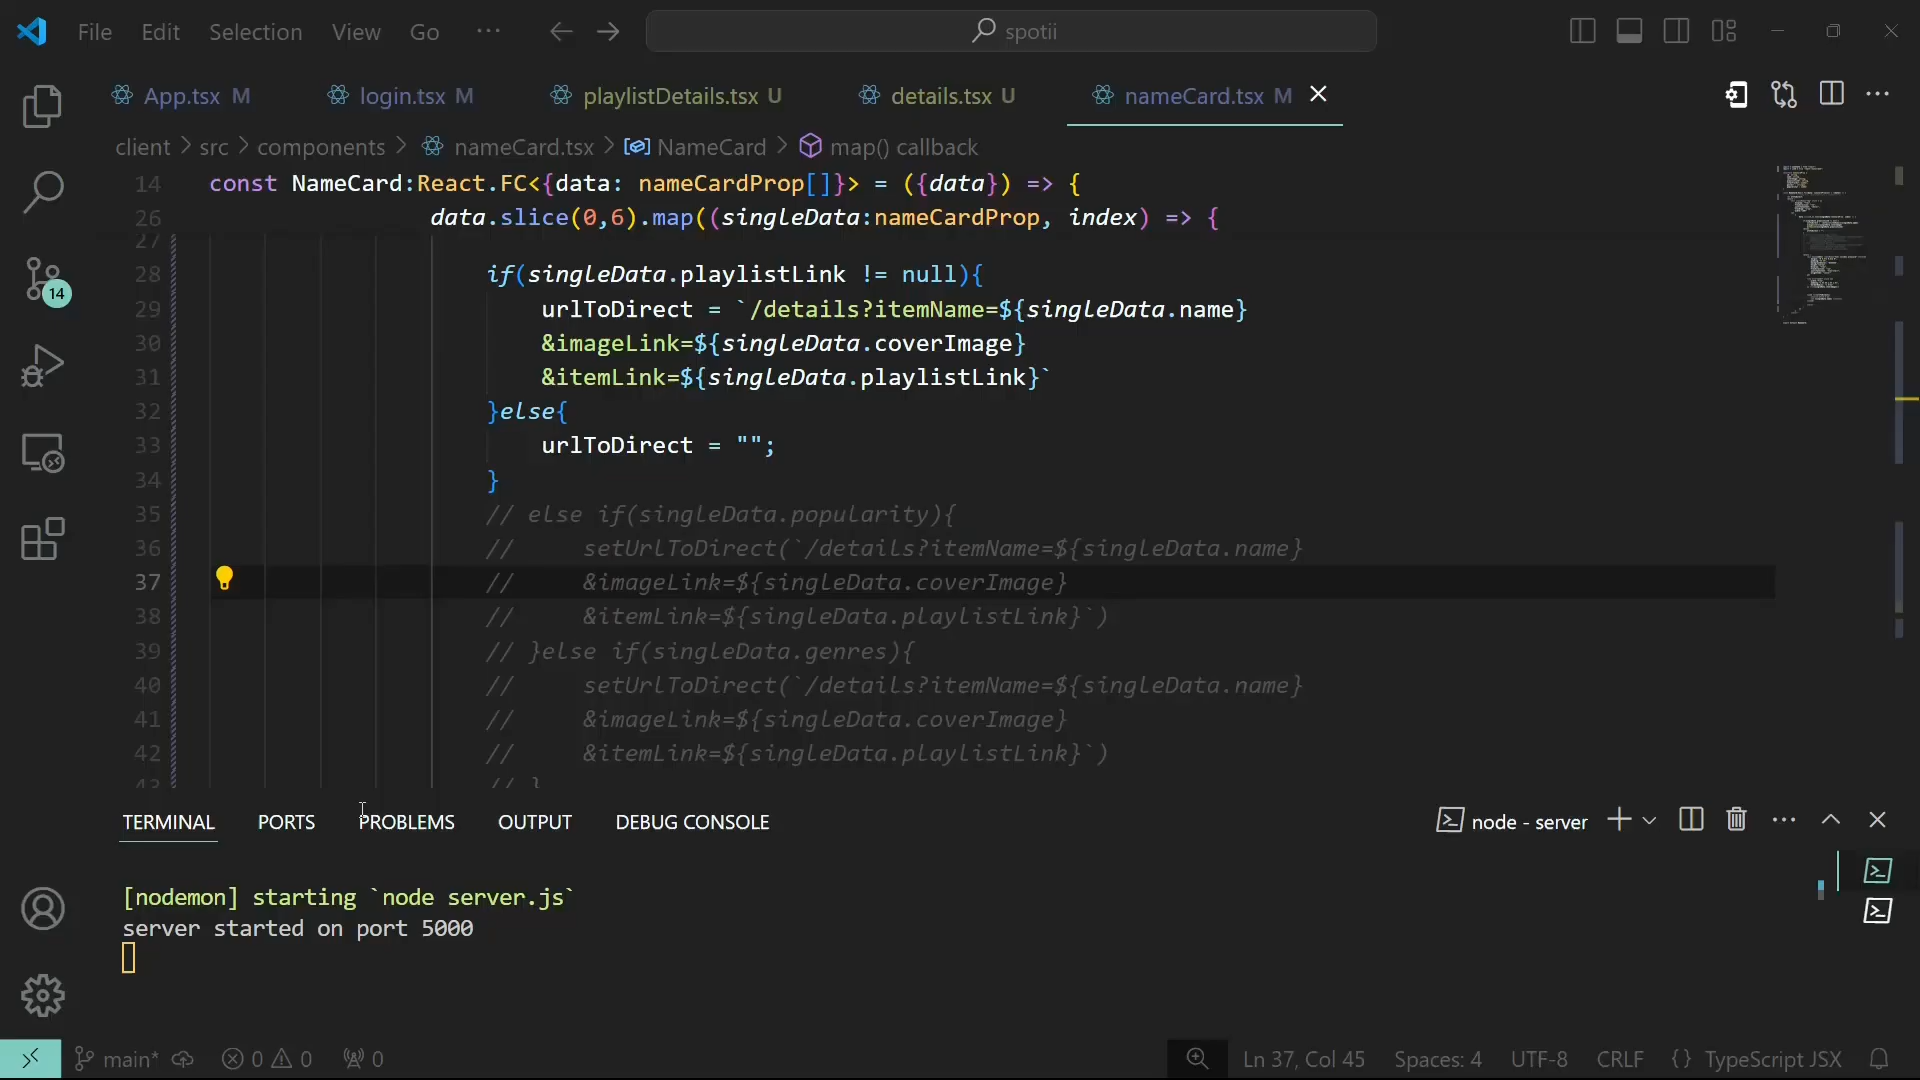 File Edit Selection View Go ··· spotii
App.tsx M login.tsx M playlistDetails.tsx U details.tsx U nameCard.tsx M
client > src > components > nameCard.tsx > NameCard > map() callback
14 const NameCard:React.FC<{data: nameCardProp[]}> = ({data}) => {
26 data.slice(0,6).map((singleData:nameCardProp, index) => {
27
28 if(singleData.playlistLink != null){
29 urlToDirect = `/details?itemName=${singleData.name}
30 &imageLink=${singleData.coverImage}
31 &itemLink=${singleData.playlistLink}`
32 }else{
33 urlToDirect = "";
34 }
35 // else if(singleData.popularity){
36 // setUrlToDirect(`/details?itemName=${singleData.name}
37 // &imageLink=${singleData.coverImage}
38 // &itemLink=${singleData.playlistLink}`)
39 // }else if(singleData.genres){
40 // setUrlToDirect(`/details?itemName=${singleData.name}
41 // &imageLink=${singleData.coverImage}
42 // &itemLink=${singleData.playlistLink}`)
43 // }
TERMINAL PORTS PROBLEMS OUTPUT DEBUG CONSOLE node - server
[nodemon] starting `node server.js`
server started on port 5000
14
main* 0 0 0 Ln 37, Col 45 Spaces: 4 UTF-8 CRLF {} TypeScript JSX